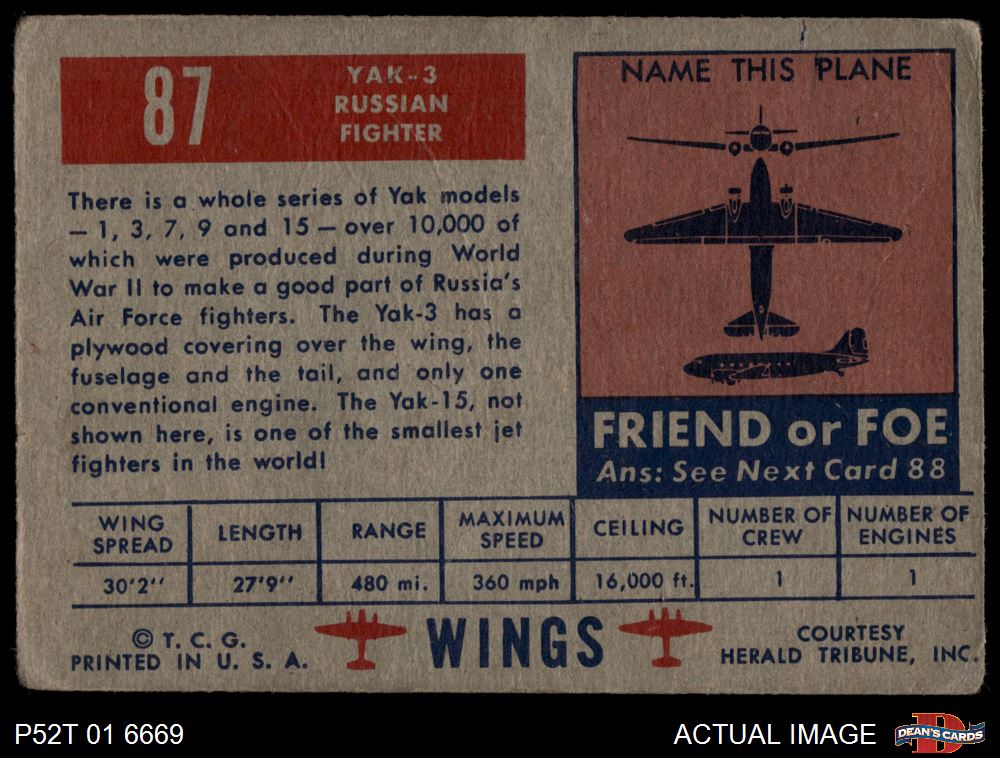 87
YAK-3
RUSSIAN
FIGHTER
There is a whole series of Yak models
— 1, 3, 7, 9 and 15 — over 10,000 of
which were produced during World
War II to make a good part of Russia's
Air Force fighters. The Yak-3 has a
plywood covering over the wing, the
fuselage and the tail, and only one
conventional engine. The Yak-15, not
shown here, is one of the smallest jet
fighters in the world!
NAME THIS PLANE
FRIEND or FOE
Ans: See Next Card 88
WING SPREAD LENGTH RANGE MAXIMUM SPEED CEILING NUMBER OF CREW NUMBER OF ENGINES
30'2'' 27'9'' 480 mi. 360 mph 16,000 ft. 1 1
© T. C. G.
PRINTED IN U. S. A.
WINGS
COURTESY
HERALD TRIBUNE, INC.
P52T 01 6669
ACTUAL IMAGE
D
DEAN'S CARDS